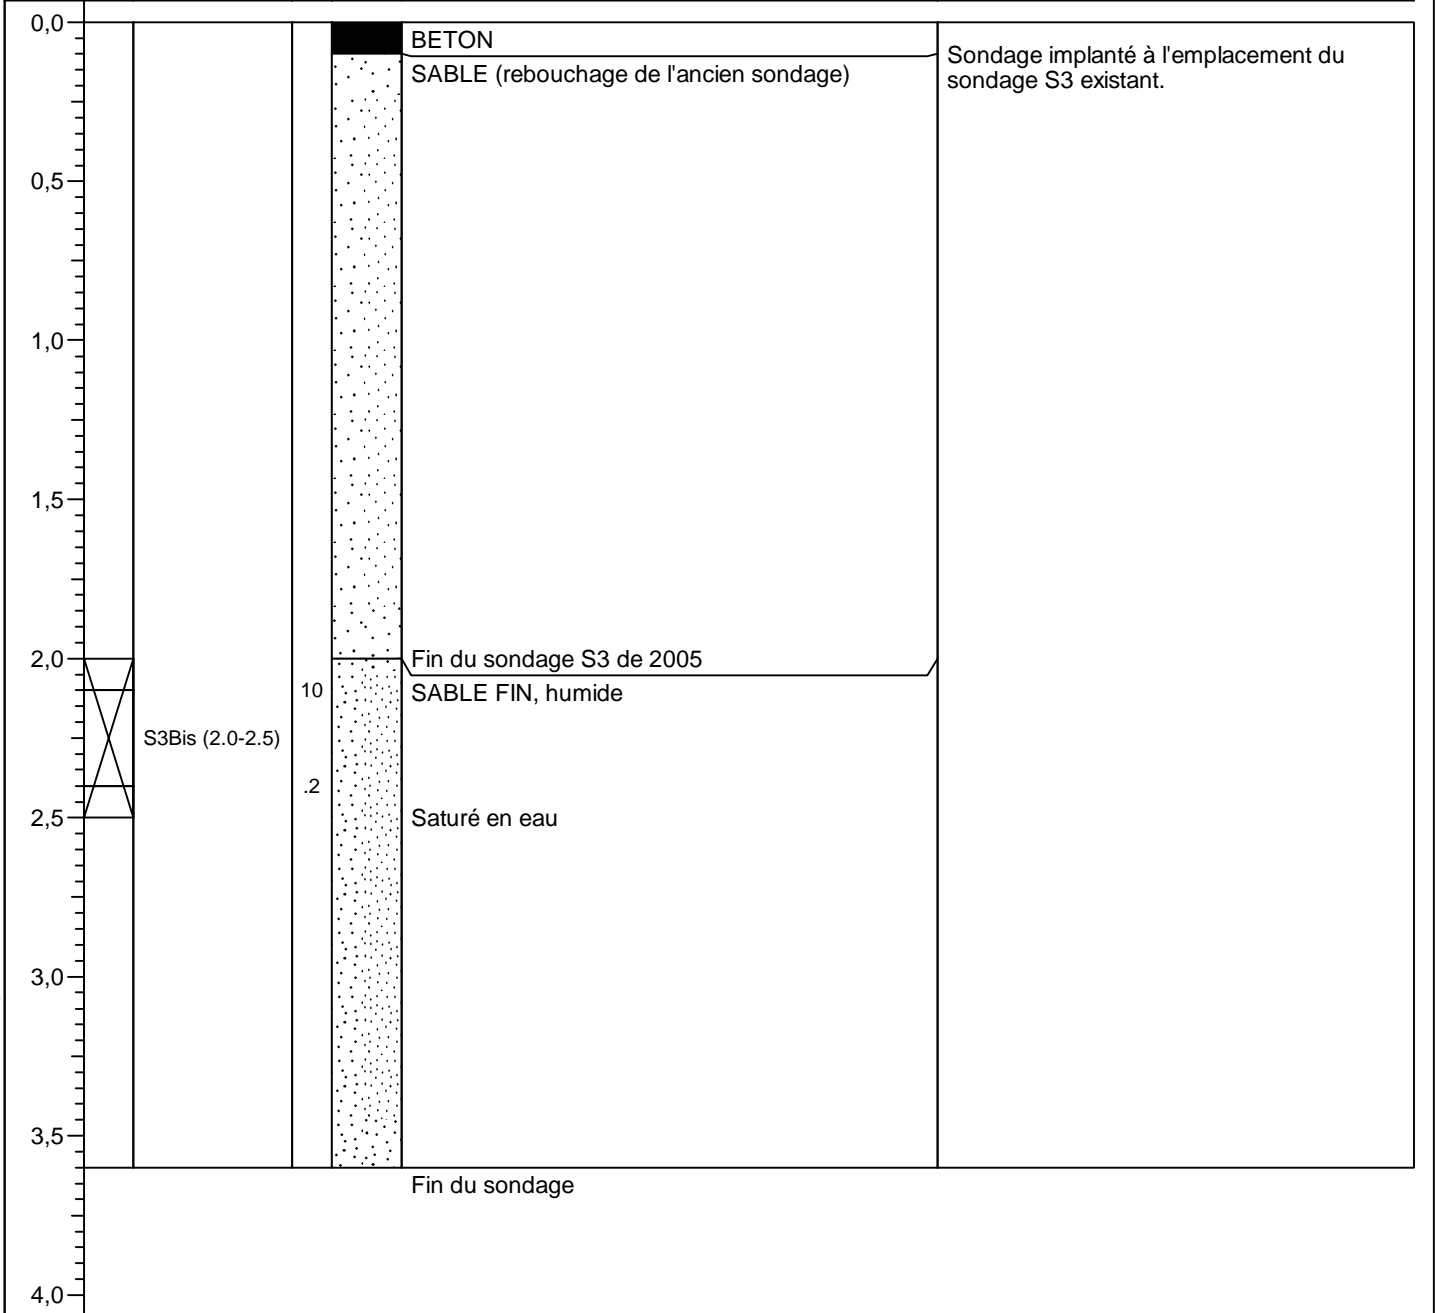 0,0
BETON
Sondage implanté à l'emplacement du
sondage S3 existant.
SABLE (rebouchage de l'ancien sondage)
0,5
1,0
1,5
2,0
Fin du sondage S3 de 2005
10
SABLE FIN, humide
S3Bis (2.0-2.5)
.2
2,5
Saturé en eau
3,0
3,5
Fin du sondage
4,0